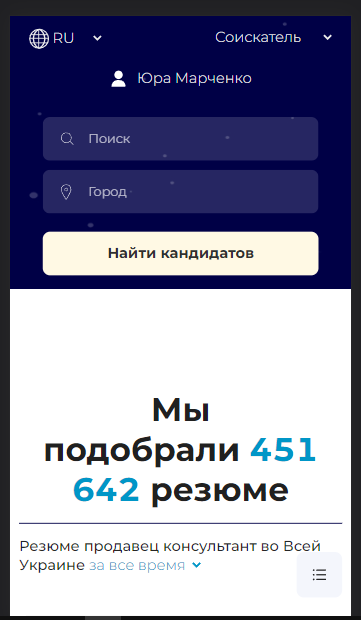 RU
Соискатель
Юра Марченко
Поиск
Город
Найти кандидатов
Мы
подобрали 451
642 резюме
Резюме продавец консультант во Всей
Украине за все время